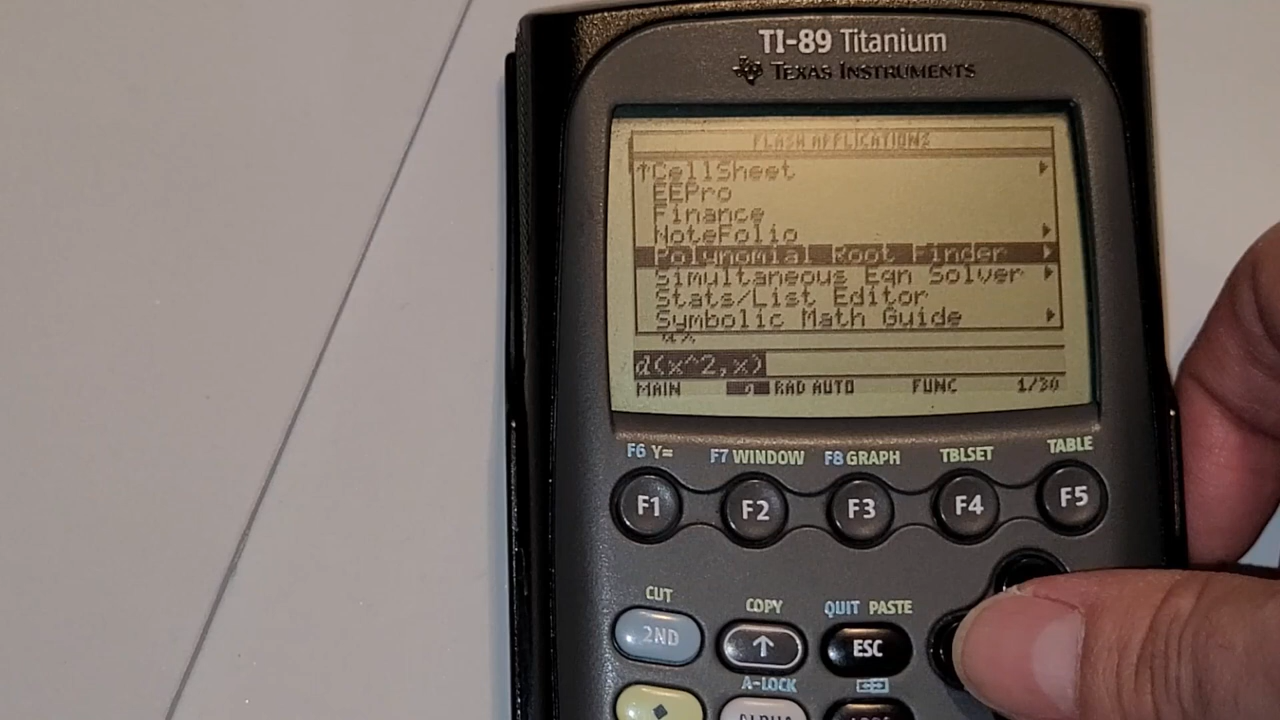 TI-89 Titanium
TEXAS INSTRUMENTS
FLASH APPLICATIONS
↑CellSheet
EEPro
Finance
NoteFolio
Polynomial Root Finder
Simultaneous Eqn Solver
Stats/List Editor
Symbolic Math Guide
d(x^2,x)
MAIN RAD AUTO FUNC 1/30
F6 Y= F7 WINDOW F8 GRAPH TBLSET TABLE
F1 F2 F3 F4 F5
CUT COPY QUIT PASTE
2ND ↑ ESC
A-LOCK
ALPHA